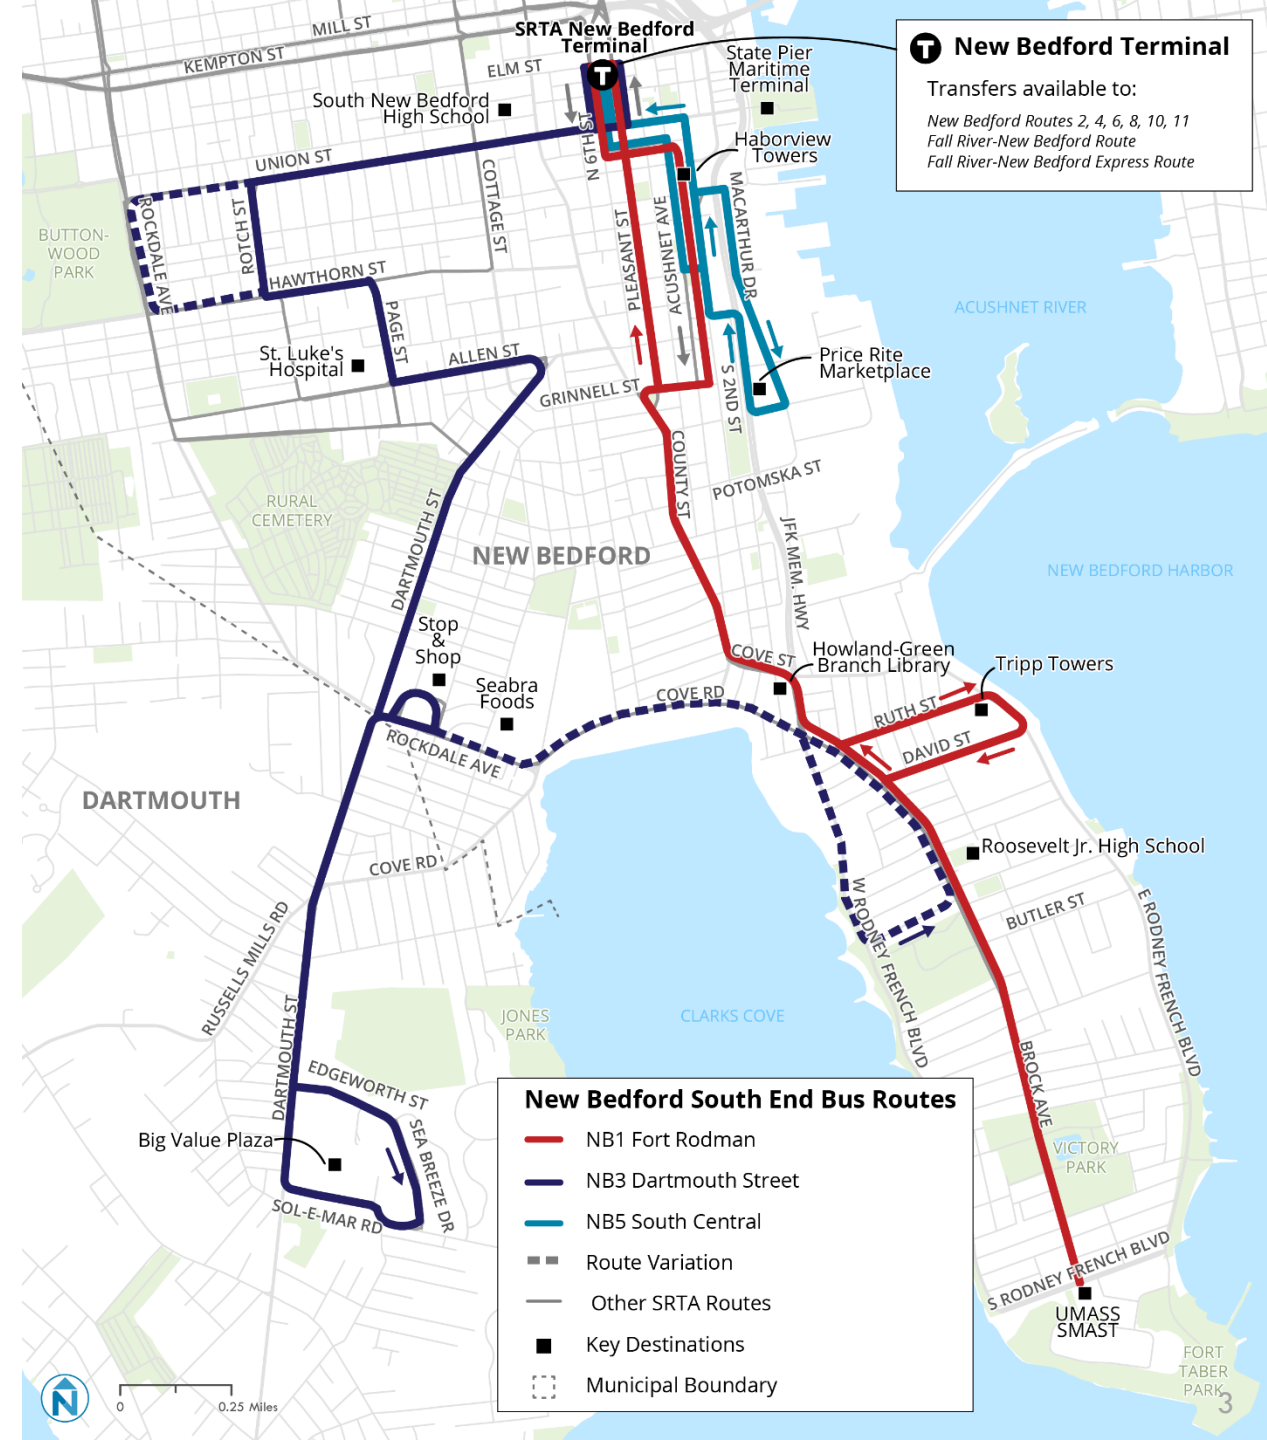 MILL ST
KEMPTON ST
SRTA New Bedford
Terminal
T
ELM ST
South New Bedford
High School
State Pier
Maritime
Terminal
T New Bedford Terminal
Transfers available to:
New Bedford Routes 2, 4, 6, 8, 10, 11
Fall River-New Bedford Route
Fall River-New Bedford Express Route
Haborview
Towers
N 6TH ST
UNION ST
COTTAGE ST
ROTCH ST
ROCKDALE AVE
BUTTON-
WOOD
PARK
HAWTHORN ST
PLEASANT ST
ACUSHNET AVE
MACARTHUR DR
ACUSHNET RIVER
PAGE ST
St. Luke's
Hospital
ALLEN ST
GRINNELL ST
S 2ND ST
Price Rite
Marketplace
COUNTY ST
POTOMSKA ST
RURAL
CEMETERY
DARTMOUTH ST
NEW BEDFORD
JFK MEM. HWY
NEW BEDFORD HARBOR
Stop
&
Shop
Seabra
Foods
COVE ST
Howland-Green
Branch Library
Tripp Towers
COVE RD
RUTH ST
DAVID ST
ROCKDALE AVE
DARTMOUTH
COVE RD
Roosevelt Jr. High School
W RODNEY FRENCH BLVD
BUTLER ST
E RODNEY FRENCH BLVD
RUSSELLS MILLS RD
DARTMOUTH ST
JONES
PARK
CLARKS COVE
EDGEWORTH ST
SEA BREEZE DR
BROCK AVE
Big Value Plaza
SOL-E-MAR RD
VICTORY
PARK
S RODNEY FRENCH BLVD
UMASS
SMAST
FORT
TABER
PARK
New Bedford South End Bus Routes
NB1 Fort Rodman
NB3 Dartmouth Street
NB5 South Central
Route Variation
Other SRTA Routes
Key Destinations
Municipal Boundary
N
0 0.25 Miles
3